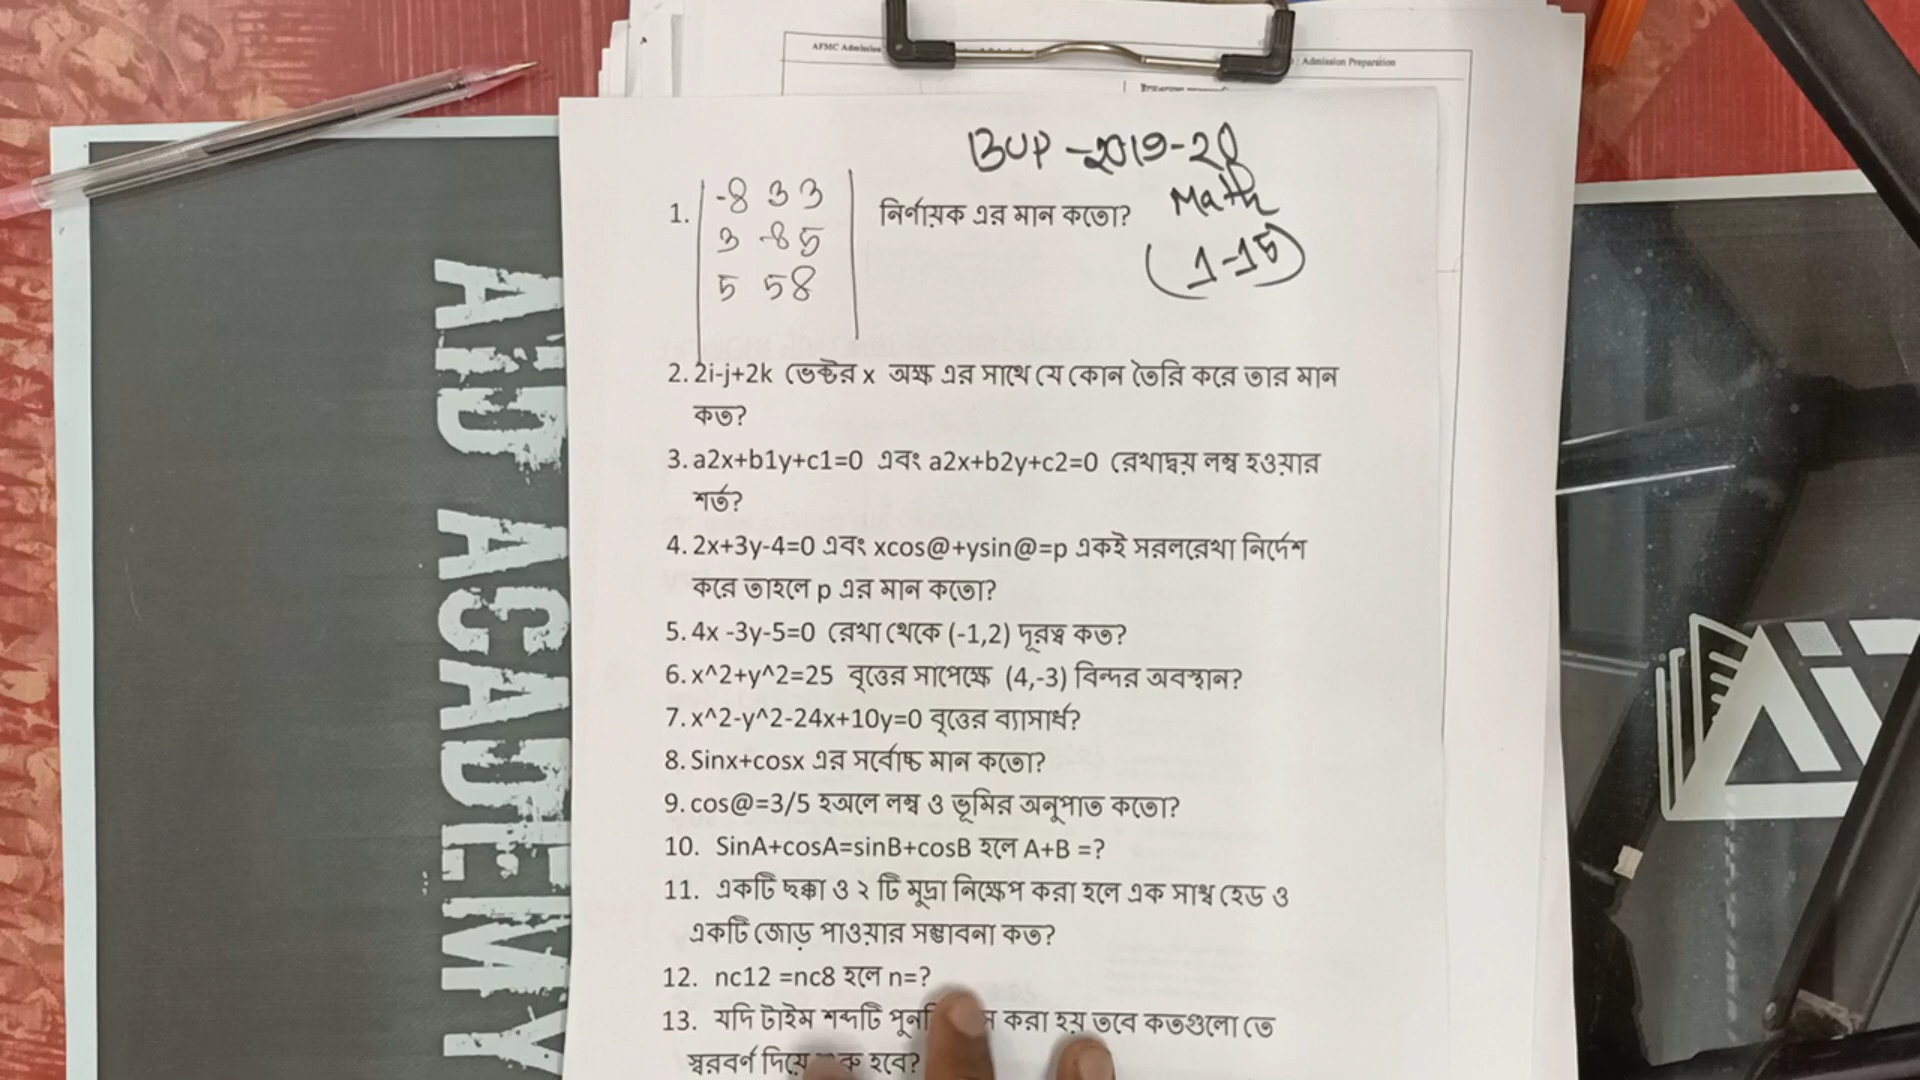 AFMC Admission
Admission Preparation
BUP-2019-20
Math
(1-15)
1. -8 3 3 নির্ণায়ক এর মান কতো?
3 -8 5
5 5 8
2. 2i-j+2k ভেক্টর x অক্ষ এর সাথে যে কোন তৈরি করে তার মান
কত?
3. a2x+b1y+c1=0 এবং a2x+b2y+c2=0 রেখাদ্বয় লম্ব হওয়ার
শর্ত?
4. 2x+3y-4=0 এবং xcos@+ysin@=p একই সরলরেখা নির্দেশ
করে তাহলে p এর মান কতো?
5. 4x -3y-5=0 রেখা থেকে (-1,2) দূরত্ব কত?
6. x^2+y^2=25 বৃত্তের সাপেক্ষে (4,-3) বিন্দর অবস্থান?
7. x^2-y^2-24x+10y=0 বৃত্তের ব্যাসার্ধ?
8. Sinx+cosx এর সর্বোচ্চ মান কতো?
9. cos@=3/5 হঅলে লম্ব ও ভূমির অনুপাত কতো?
10. SinA+cosA=sinB+cosB হলে A+B =?
11. একটি ছক্কা ও ২ টি মূদ্রা নিক্ষেপ করা হলে এক সাথ্ব হেড ও
একটি জোড় পাওয়ার সম্ভাবনা কত?
12. nc12 =nc8 হলে n=?
13. যদি টাইম শব্দটি করা হয় তবে কতগুলো তে
স্বরবর্ণ দিয়ে হবে?
AID ACADEMY